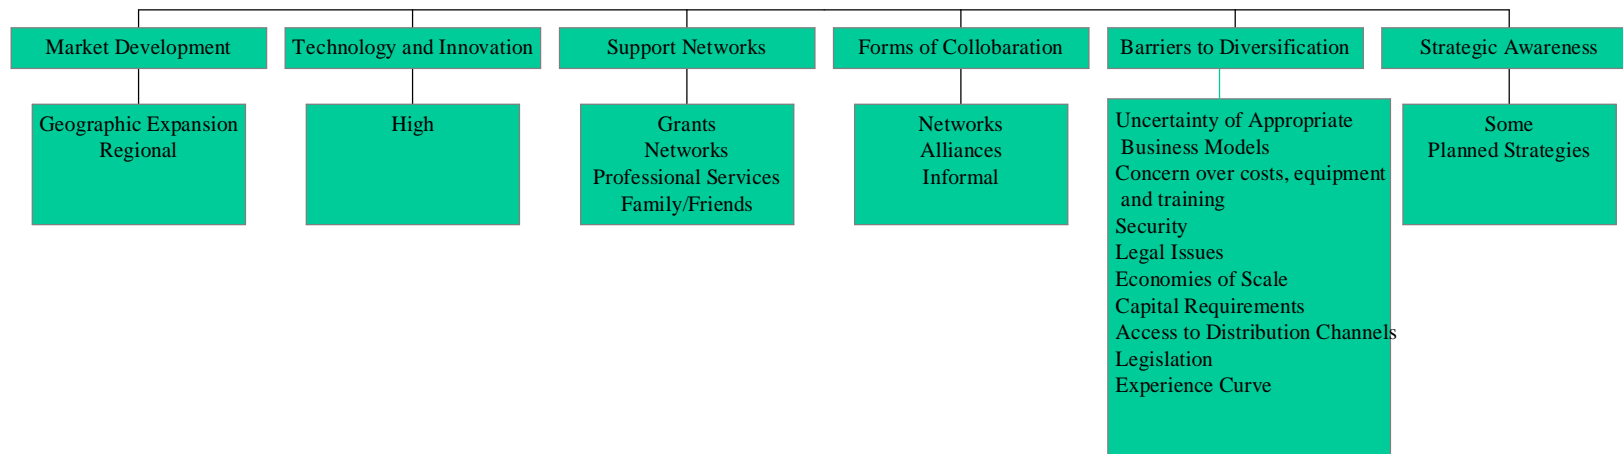 Market Development
Technology and Innovation
Support Networks
Forms of Collobaration
Barriers to Diversification
Strategic Awareness
Geographic Expansion
Regional
High
Grants
Networks
Professional Services
Family/Friends
Networks
Alliances
Informal
Uncertainty of Appropriate
Business Models
Concern over costs, equipment
and training
Security
Legal Issues
Economies of Scale
Capital Requirements
Access to Distribution Channels
Legislation
Experience Curve
Some
Planned Strategies